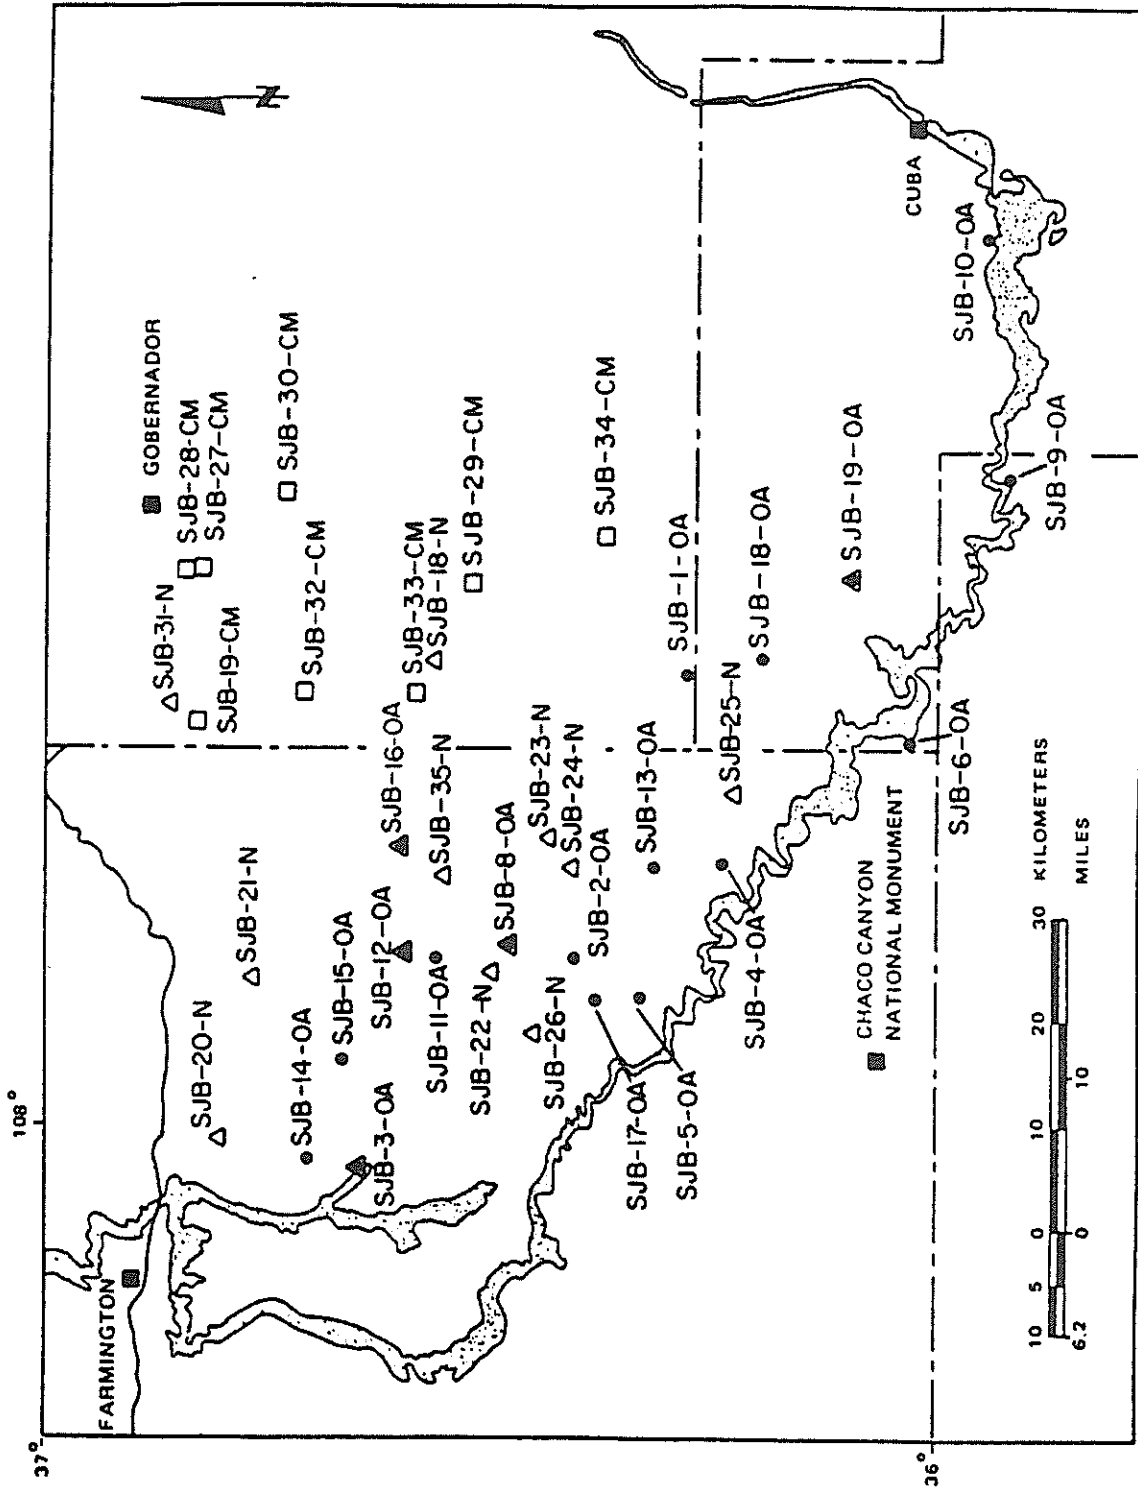 37°
108°
36°
N
FARMINGTON
GOBERNADOR
CUBA
CHACO CANYON
NATIONAL MONUMENT
SJB-20-N
SJB-21-N
SJB-31-N
SJB-28-CM
SJB-27-CM
SJB-19-CM
SJB-14-OA
SJB-15-OA
SJB-32-CM
SJB-30-CM
SJB-3-OA
SJB-12-OA
SJB-16-OA
SJB-33-CM
SJB-18-N
SJB-11-OA
SJB-35-N
SJB-29-CM
SJB-22-N
SJB-8-OA
SJB-26-N
SJB-23-N
SJB-24-N
SJB-2-OA
SJB-34-CM
SJB-17-OA
SJB-5-OA
SJB-13-OA
SJB-1-OA
SJB-4-OA
SJB-25-N
SJB-18-OA
SJB-19-OA
SJB-6-OA
SJB-9-OA
SJB-10-OA
10 5 0 10 20 30 KILOMETERS
6.2 0 10 MILES